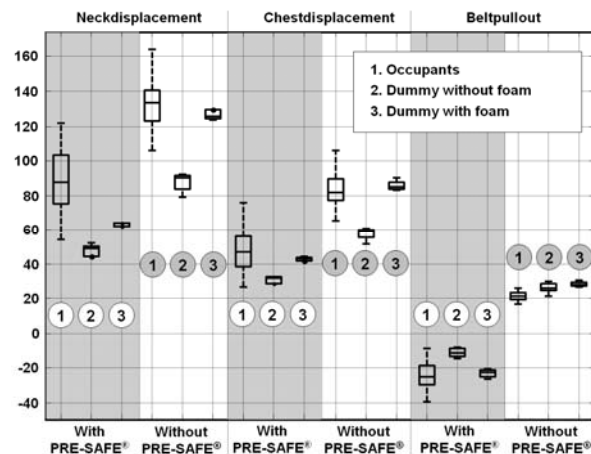 Neckdisplacement Chestdisplacement Beltpullout
160
140
120
100
80
60
40
20
0
-20
-40
1. Occupants
2. Dummy without foam
3. Dummy with foam
1 2 3 1 2 3 1 2 3
1 2 3 1 2 3 1 2 3
With Without With Without With Without
PRE-SAFE® PRE-SAFE® PRE-SAFE® PRE-SAFE® PRE-SAFE® PRE-SAFE®